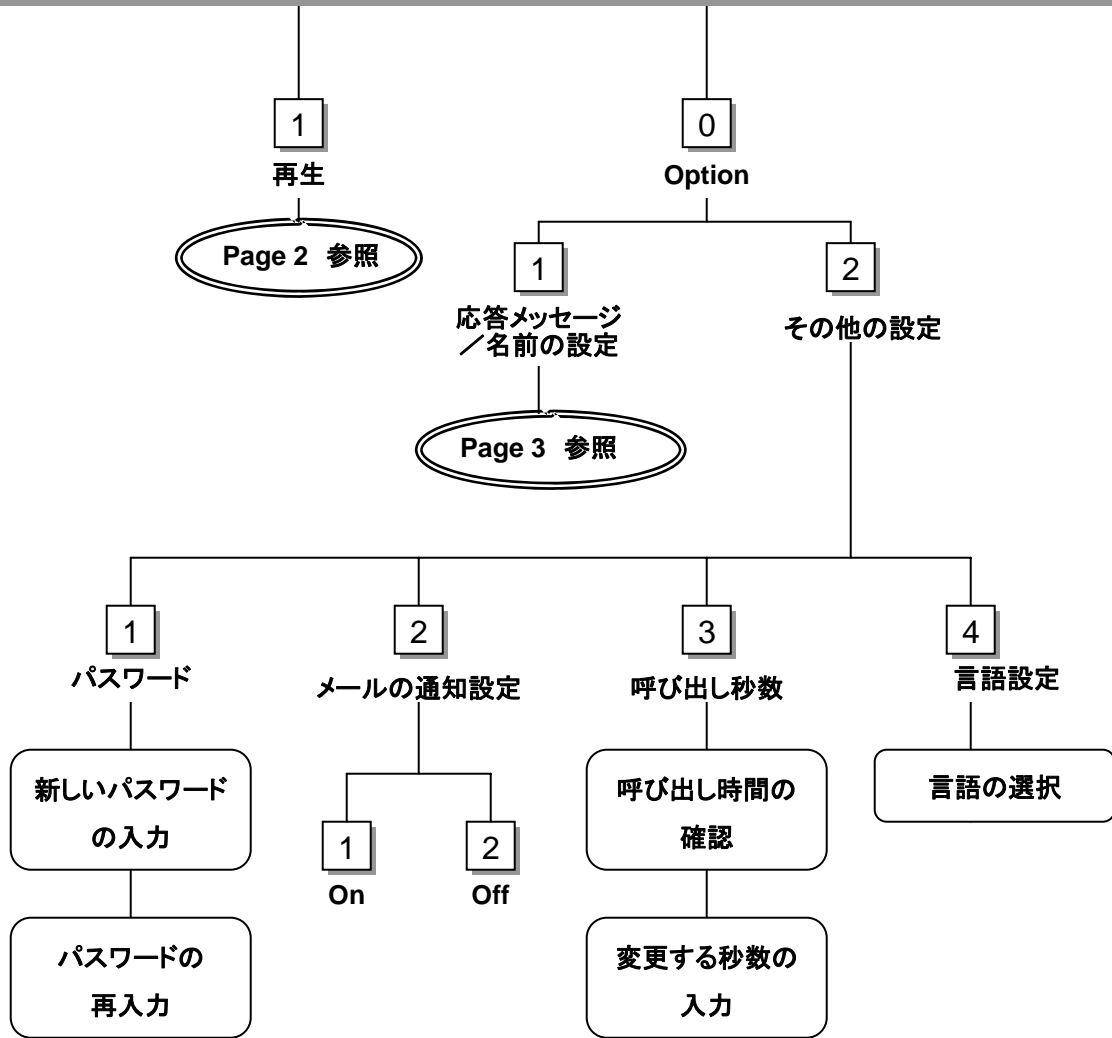 1
0
再生
Option
Page 2 参照
1
2
応答メッセージ
／名前の設定
その他の設定
Page 3 参照
1
2
3
4
パスワード
メールの通知設定
呼び出し秒数
言語設定
新しいパスワード
の入力
呼び出し時間の
確認
言語の選択
1
2
On
Off
パスワードの
再入力
変更する秒数の
入力